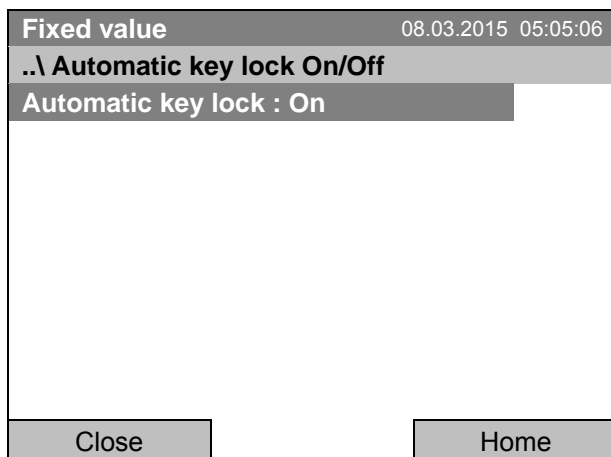 Fixed value 08.03.2015 05:05:06
..\ Automatic key lock On/Off
Automatic key lock : On
Close Home